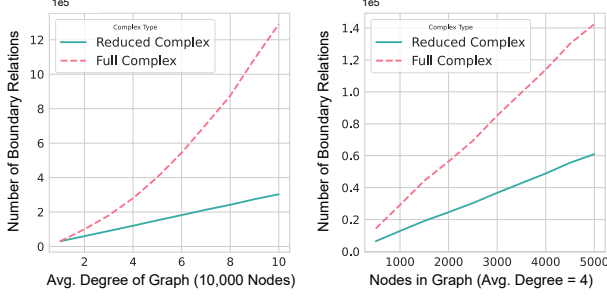 1e5
Number of Boundary Relations
12
10
8
6
4
2
0
Complex Type
Reduced Complex
Full Complex
2 4 6 8 10
Avg. Degree of Graph (10,000 Nodes)
1e5
Number of Boundary Relations
1.4
1.2
1.0
0.8
0.6
0.4
0.2
0.0
Complex Type
Reduced Complex
Full Complex
1000 2000 3000 4000 5000
Nodes in Graph (Avg. Degree = 4)